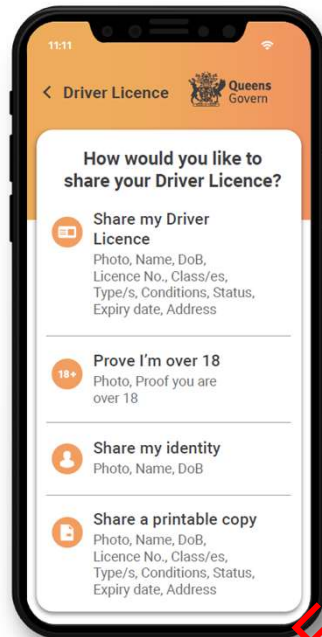 11:11
Driver Licence
Queens
Govern
How would you like to
share your Driver Licence?
Share my Driver
Licence
Photo, Name, DoB,
Licence No., Class/es,
Type/s, Conditions, Status,
Expiry date, Address
18+
Prove I'm over 18
Photo, Proof you are
over 18
Share my identity
Photo, Name, DoB
Share a printable copy
Photo, Name, DoB,
Licence No., Class/es,
Type/s, Conditions, Status,
Expiry date, Address